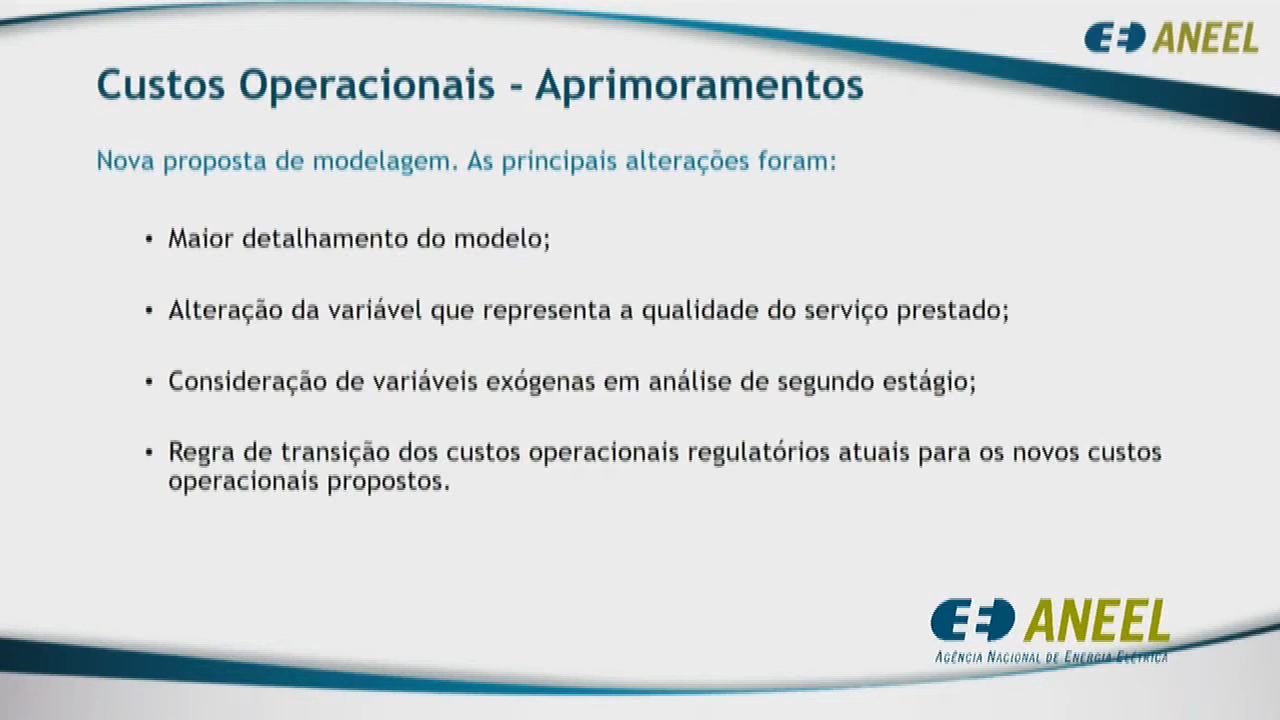 ANEEL
Custos Operacionais - Aprimoramentos
Nova proposta de modelagem. As principais alterações foram:
• Maior detalhamento do modelo;
• Alteração da variável que representa a qualidade do serviço prestado;
• Consideração de variáveis exógenas em análise de segundo estágio;
• Regra de transição dos custos operacionais regulatórios atuais para os novos custos
operacionais propostos.
ANEEL
AGÊNCIA NACIONAL DE ENERGIA ELÉTRICA